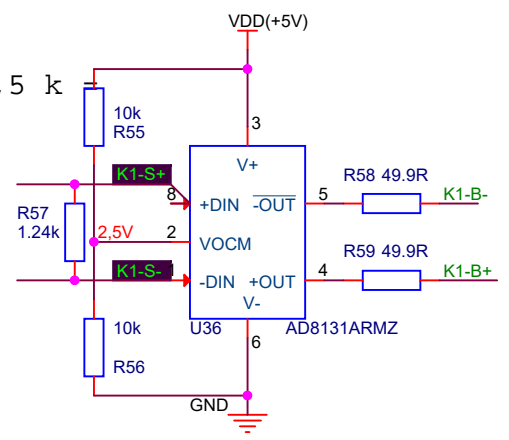 VDD(+5V)
5 k
10k
R55
3
V+
K1-S+
8
+DIN
-OUT
5
R58 49.9R
K1-B-
R57
1.24k
2,5V
2
VOCM
R59 49.9R
K1-S-
-DIN
+OUT
4
K1-B+
V-
10k
U36
AD8131ARMZ
6
R56
GND